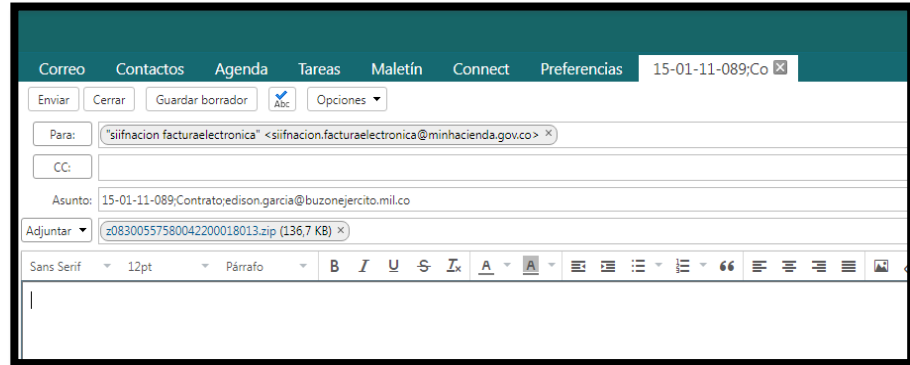 Correo Contactos Agenda Tareas Maletín Connect Preferencias 15-01-11-089;Co
Enviar Cerrar Guardar borrador Abc Opciones
Para: "siifnacion facturaelectronica" <siifnacion.facturaelectronica@minhacienda.gov.co> ×
CC:
Asunto: 15-01-11-089;Contrato;edison.garcia@buzonejercito.mil.co
Adjuntar z08300557580042200018013.zip (136,7 KB) ×
Sans Serif 12pt Párrafo B I U S Tx A A